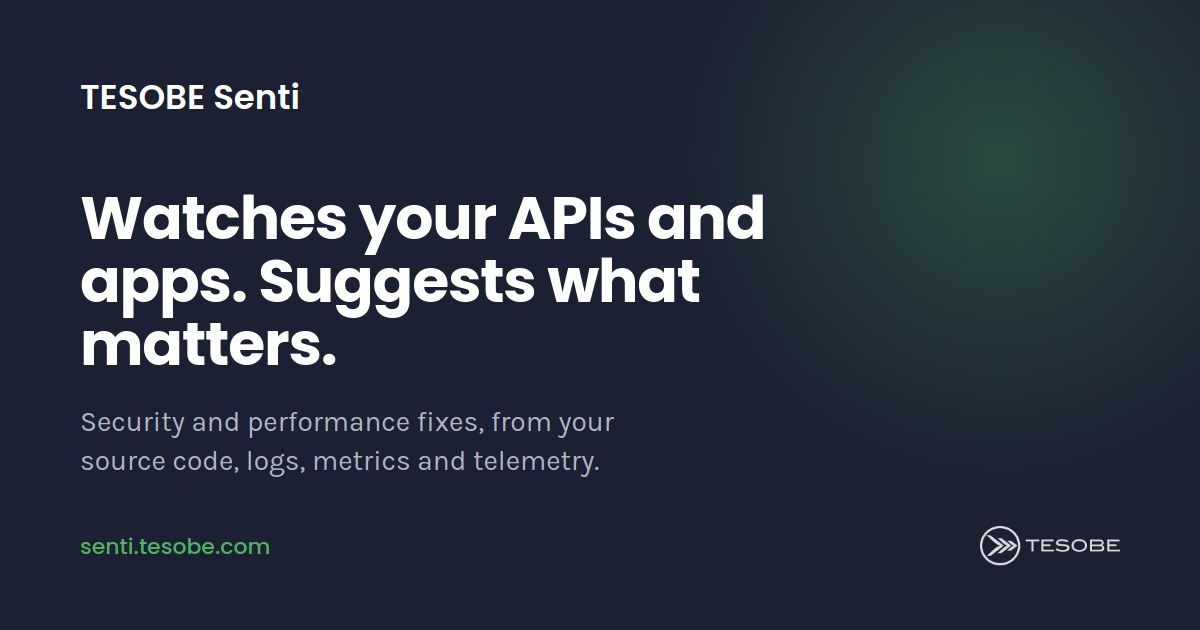 TESOBE Senti
Watches your APIs and
apps. Suggests what
matters.
Security and performance fixes, from your
source code, logs, metrics and telemetry.
senti.tesobe.com
TESOBE